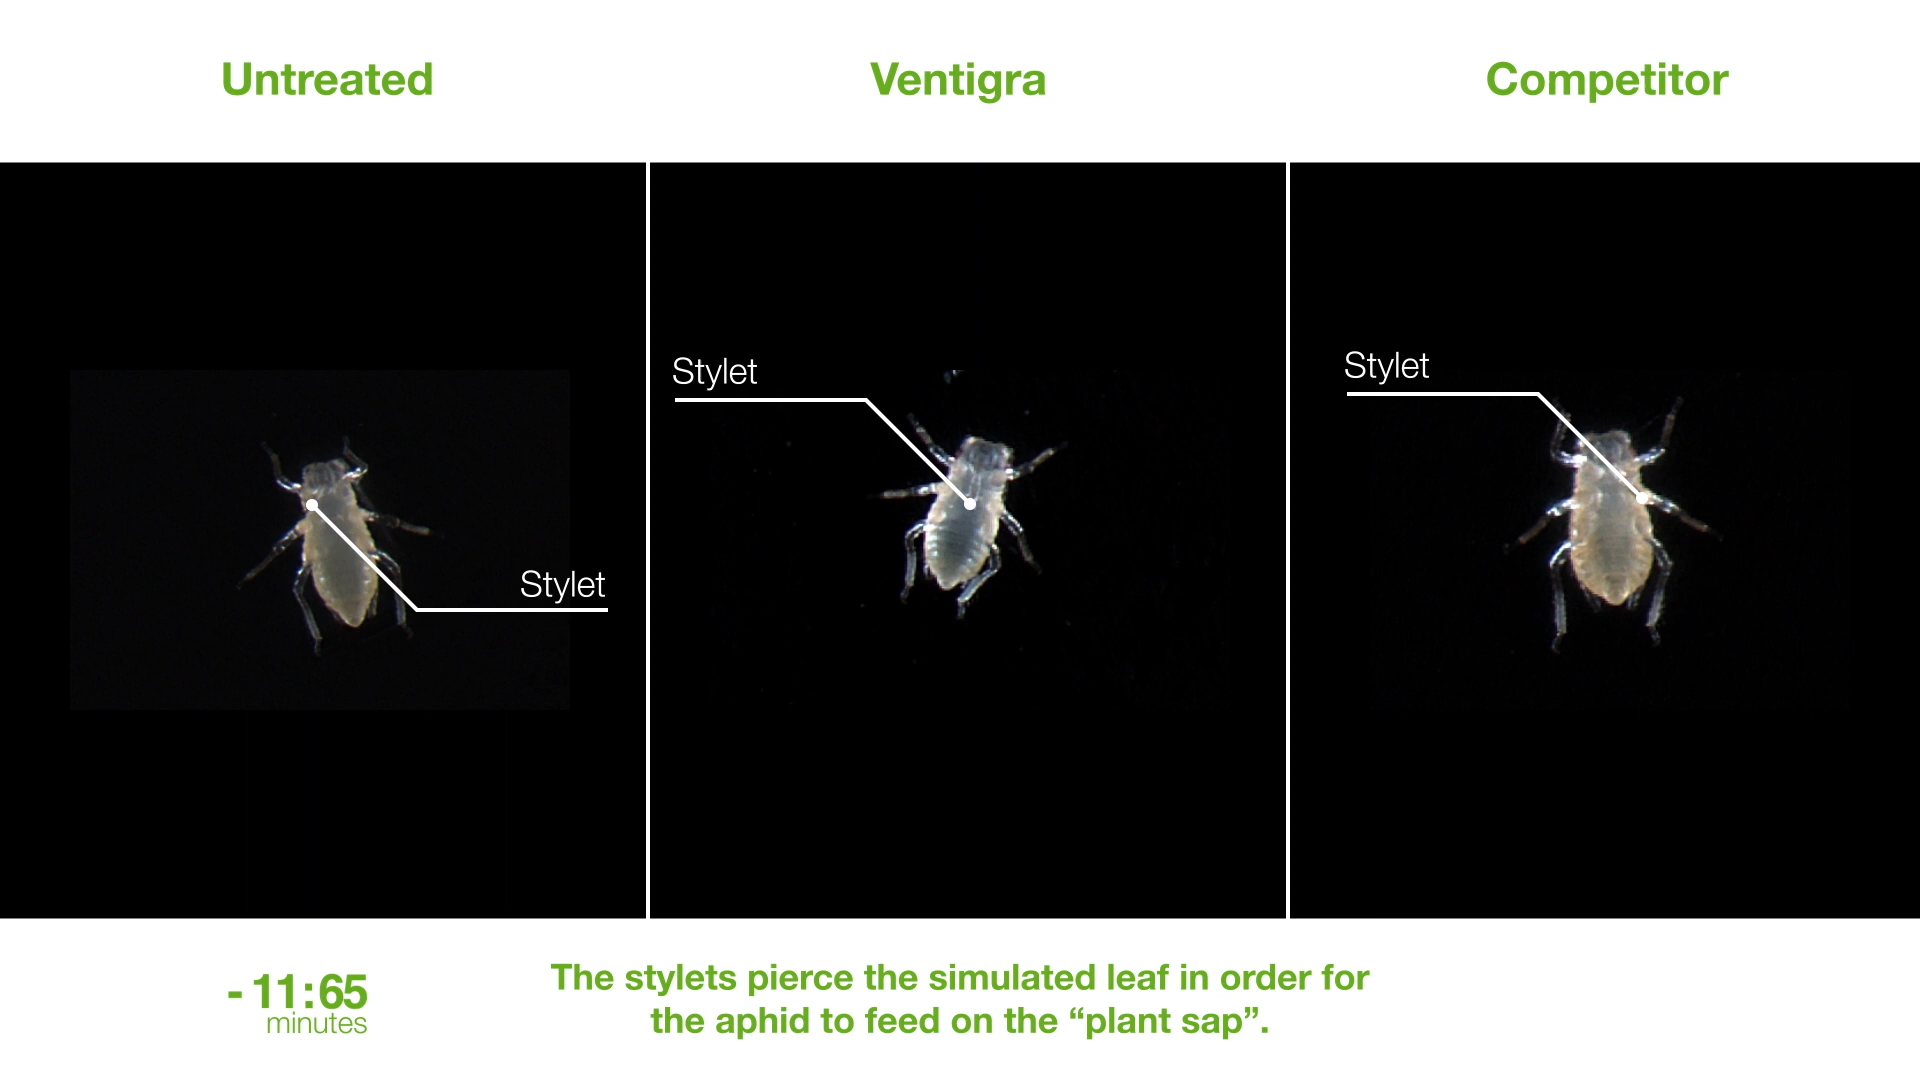 Untreated
Ventigra
Competitor
Stylet
Stylet
Stylet
- 11:65
minutes
The stylets pierce the simulated leaf in order for
the aphid to feed on the “plant sap”.